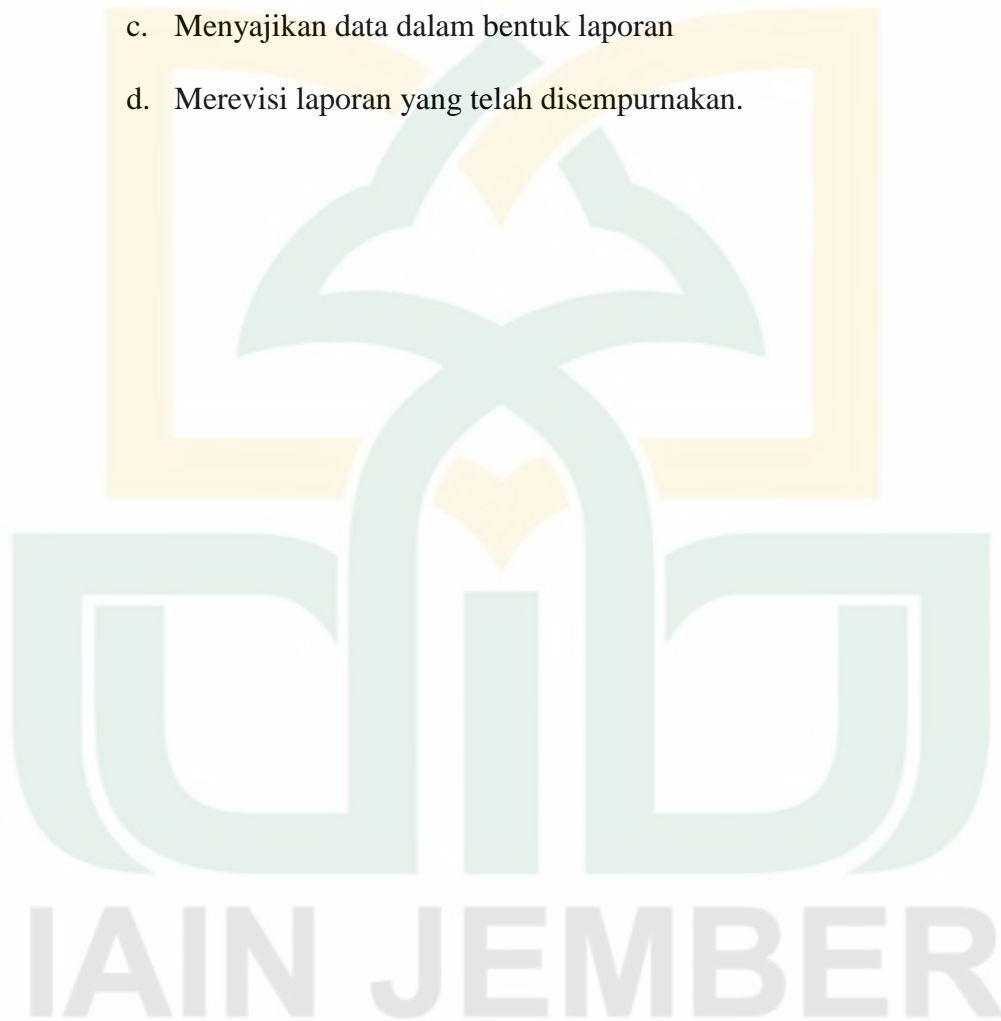 c. Menyajikan data dalam bentuk laporan
d. Merevisi laporan yang telah disempurnakan.
IAIN JEMBER